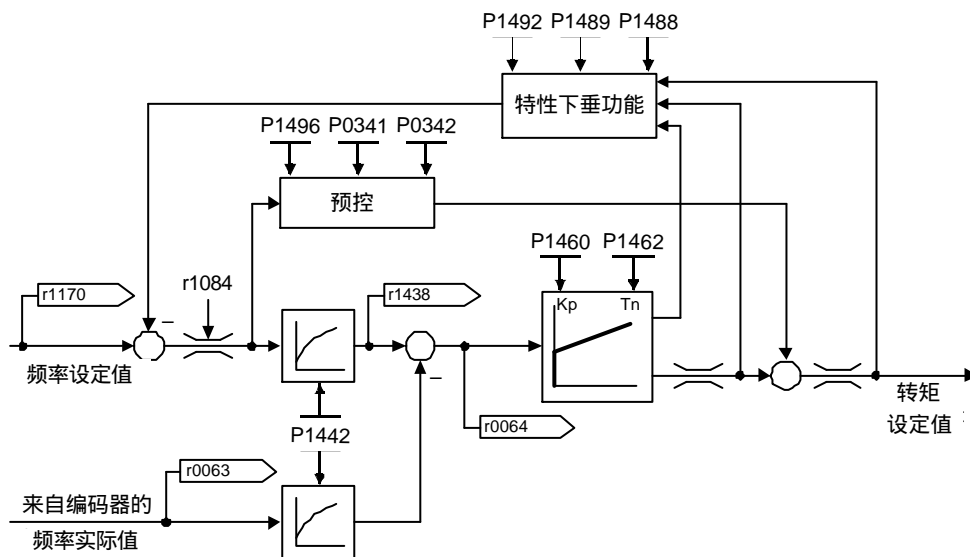 P1492 P1489 P1488
特性下垂功能
P1496 P0341 P0342
预控
P1460 P1462
r1170
r1084
r1438
Kp Tn
频率设定值
转矩
设定值
P1442
r0064
r0063
来自编码器的
频率实际值